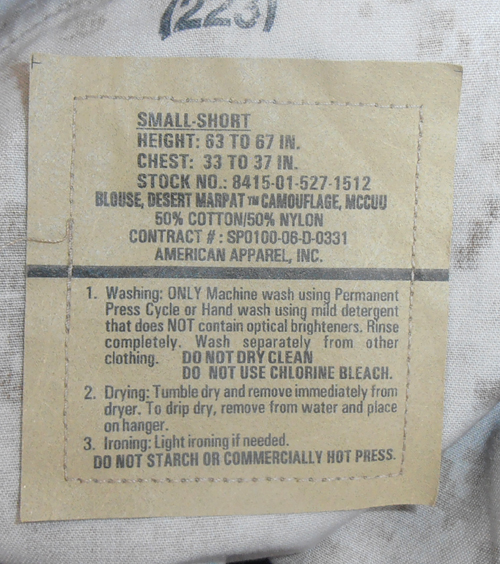 (223)
SMALL-SHORT
HEIGHT: 63 TO 67 IN.
CHEST: 33 TO 37 IN.
STOCK NO.: 8415-01-527-1512
BLOUSE, DESERT MARPAT™ CAMOUFLAGE, MCCUU
50% COTTON/50% NYLON
CONTRACT #: SP0100-06-D-0331
AMERICAN APPAREL, INC.
1. Washing: ONLY Machine wash using Permanent
Press Cycle or Hand wash using mild detergent
that does NOT contain optical brighteners. Rinse
completely. Wash separately from other
clothing. DO NOT DRY CLEAN
DO NOT USE CHLORINE BLEACH.
2. Drying: Tumble dry and remove immediately from
dryer. To drip dry, remove from water and place
on hanger.
3. Ironing: Light ironing if needed.
DO NOT STARCH OR COMMERCIALLY HOT PRESS.